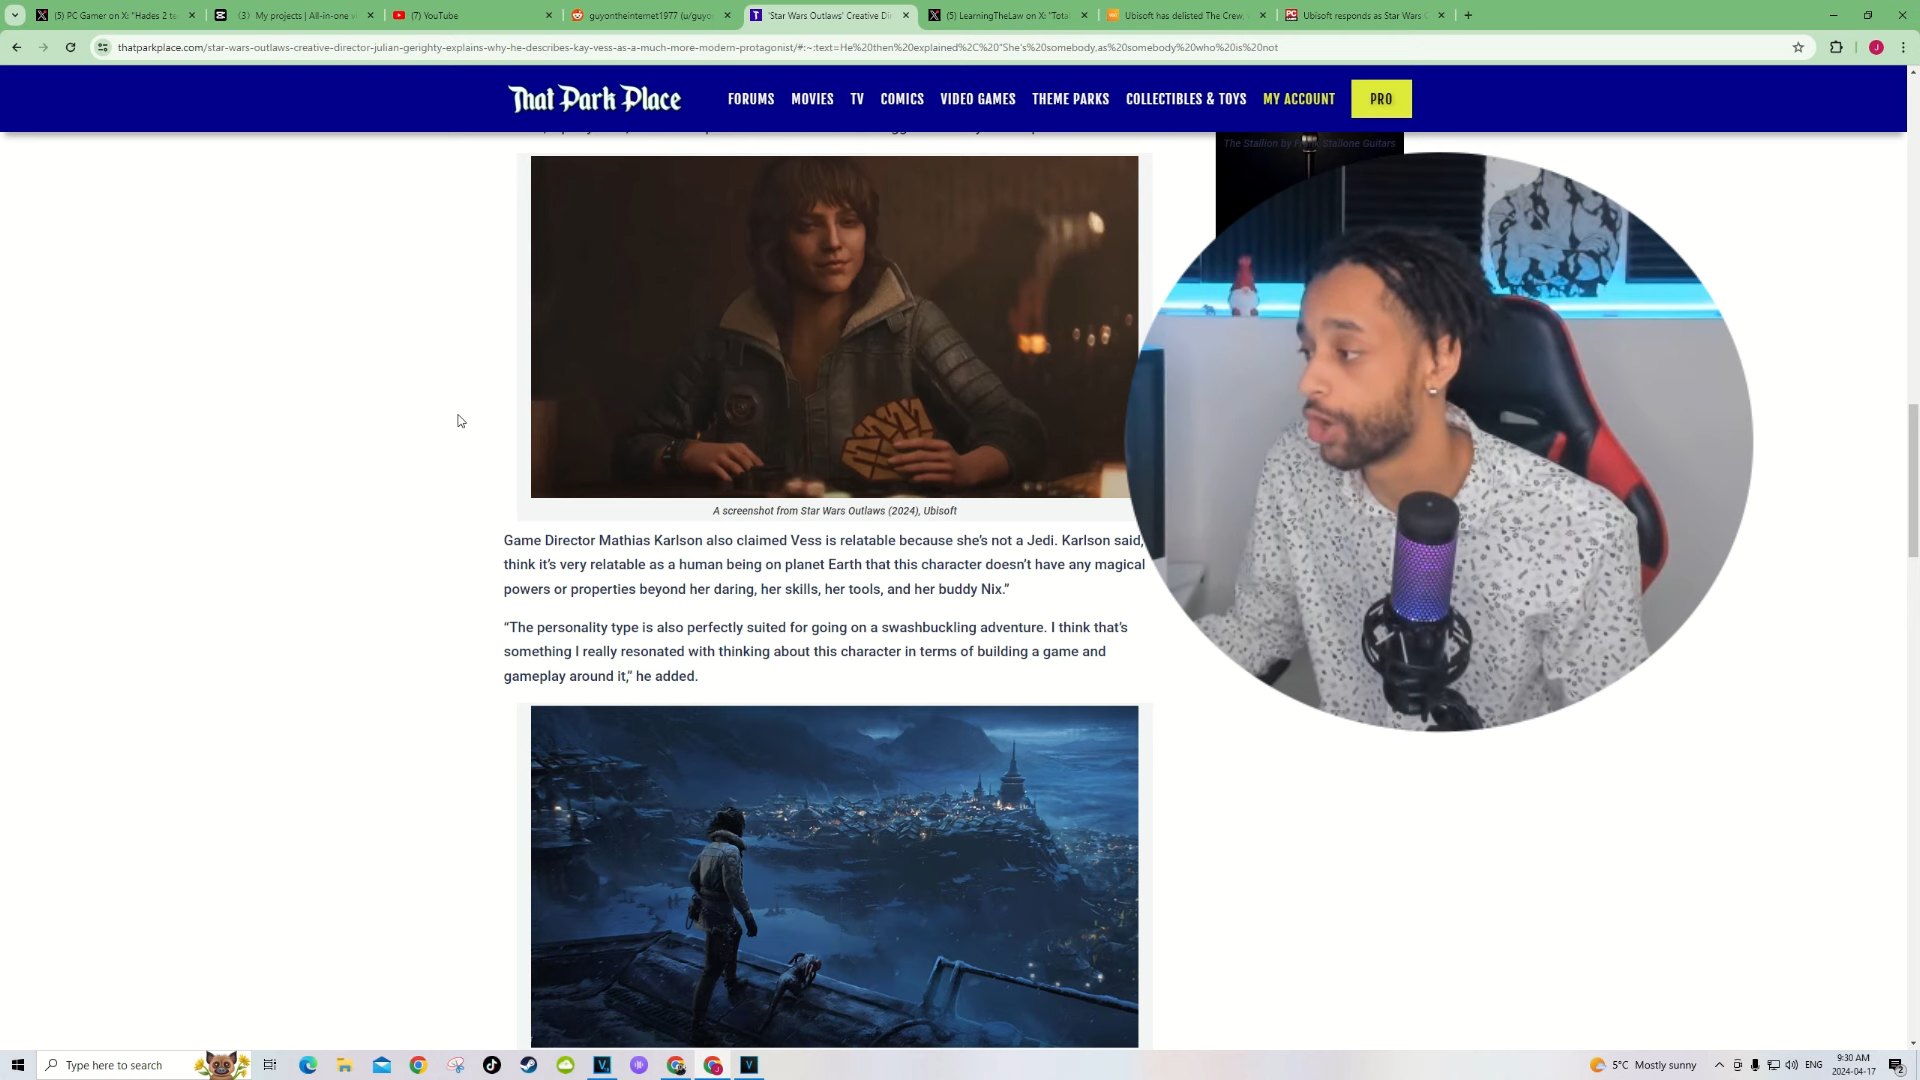 (5) PC Gamer on X: "Hades 2 te
(3) My projects | All-in-one vi
(7) YouTube
guyontheinternet1977 (u/guyon
'Star Wars Outlaws' Creative Dir
(5) LearningTheLaw on X: "Total
Ubisoft has delisted The Crew,
Ubisoft responds as Star Wars O
thatparkplace.com/star-wars-outlaws-creative-director-julian-gerighty-explains-why-he-describes-kay-vess-as-a-much-more-modern-protagonist/#:~:text=He%20then%20explained%2C%20"She's%20somebody,as%20somebody%20who%20is%20not
That Park Place
FORUMS MOVIES TV COMICS VIDEO GAMES THEME PARKS COLLECTIBLES & TOYS MY ACCOUNT PRO
The Stallion by Frank Stallone Guitars
A screenshot from Star Wars Outlaws (2024), Ubisoft
Game Director Mathias Karlson also claimed Vess is relatable because she's not a Jedi. Karlson said,
think it's very relatable as a human being on planet Earth that this character doesn't have any magical
powers or properties beyond her daring, her skills, her tools, and her buddy Nix."
"The personality type is also perfectly suited for going on a swashbuckling adventure. I think that's
something I really resonated with thinking about this character in terms of building a game and
gameplay around it," he added.
Type here to search
5°C Mostly sunny
ENG
9:30 AM
2024-04-17